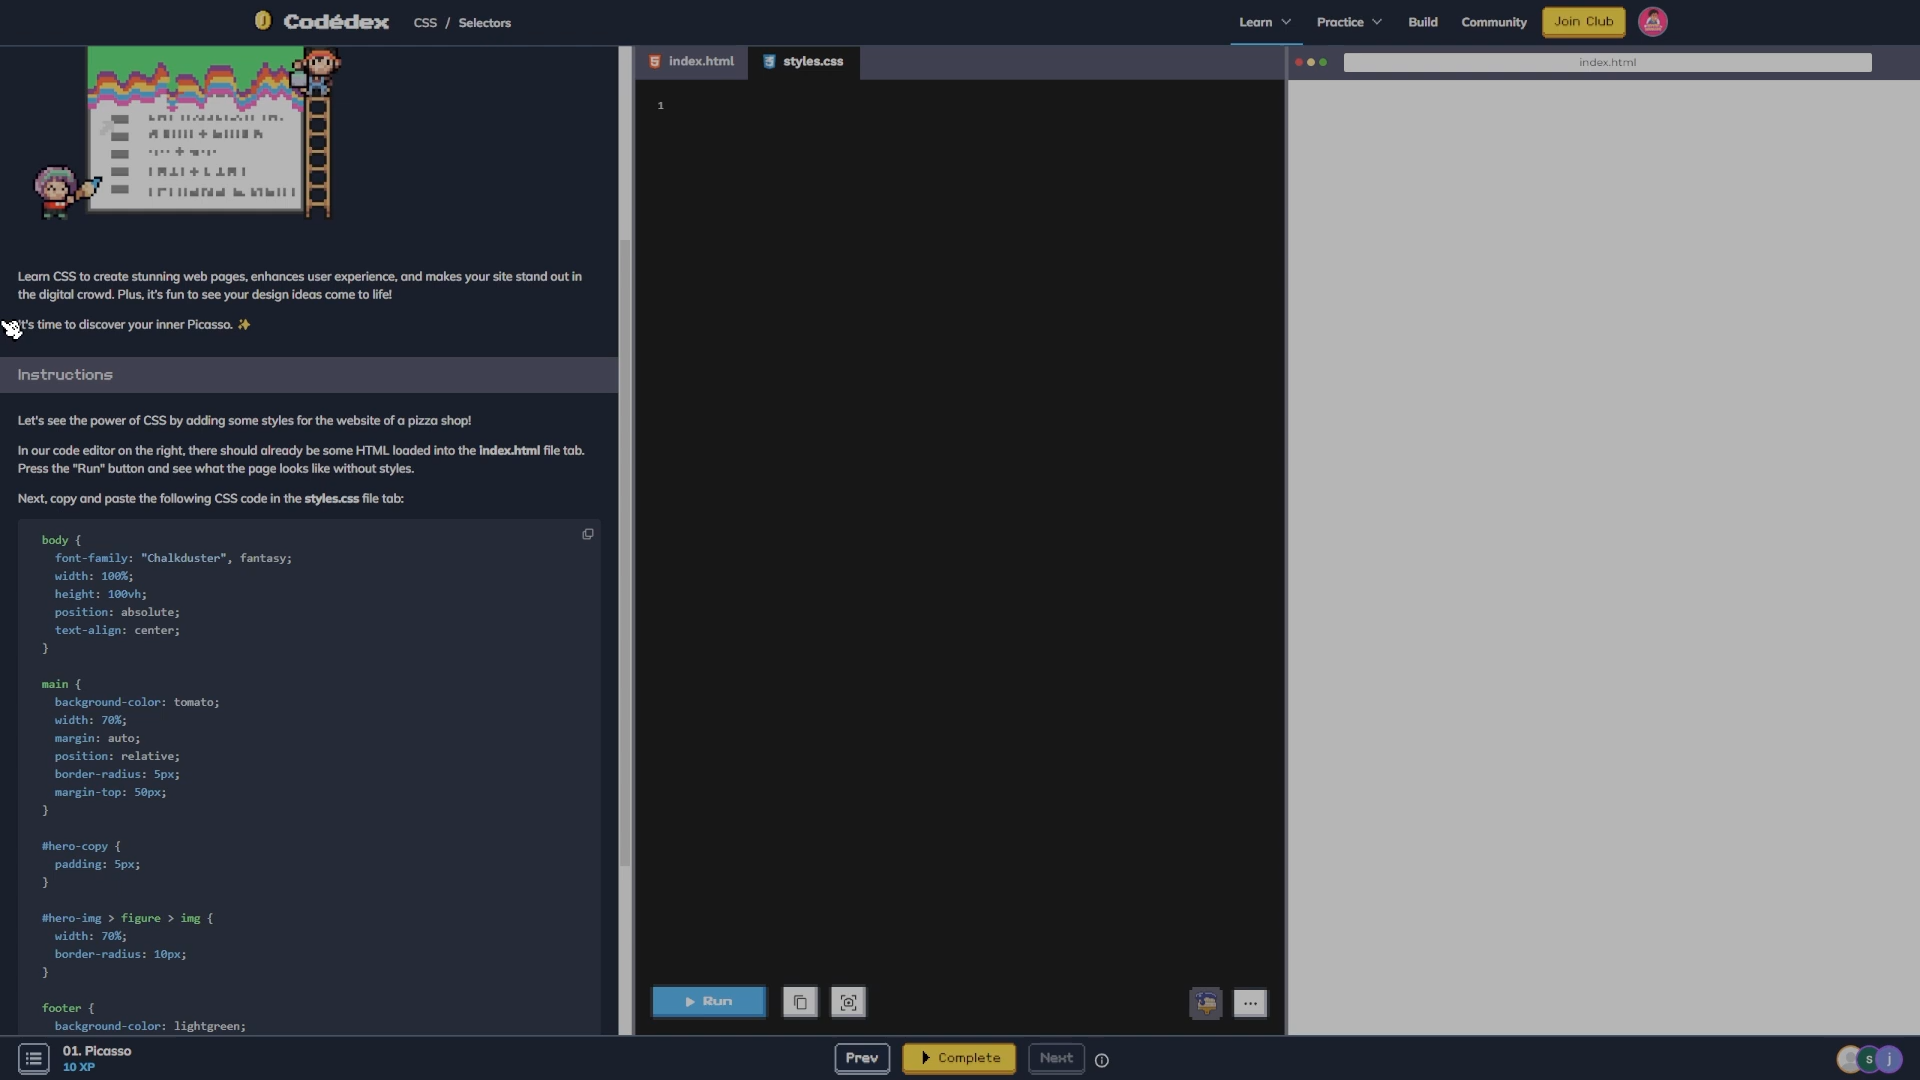 Codédex
CSS / Selectors
Learn
Practice
Build
Community
Join Club
Learn CSS to create stunning web pages, enhances user experience, and makes your site stand out in
the digital crowd. Plus, it's fun to see your design ideas come to life!
It's time to discover your inner Picasso. ✨
Instructions
Let's see the power of CSS by adding some styles for the website of a pizza shop!
In our code editor on the right, there should already be some HTML loaded into the index.html file tab.
Press the "Run" button and see what the page looks like without styles.
Next, copy and paste the following CSS code in the styles.css file tab:
body {
  font-family: "Chalkduster", fantasy;
  width: 100%;
  height: 100vh;
  position: absolute;
  text-align: center;
}
main {
  background-color: tomato;
  width: 70%;
  margin: auto;
  position: relative;
  border-radius: 5px;
  margin-top: 50px;
}
#hero-copy {
  padding: 5px;
}
#hero-img > figure > img {
  width: 70%;
  border-radius: 10px;
}
footer {
  background-color: lightgreen;
index.html
styles.css
1
Run
...
index.html
01. Picasso
10 XP
Prev
Complete
Next
S
j